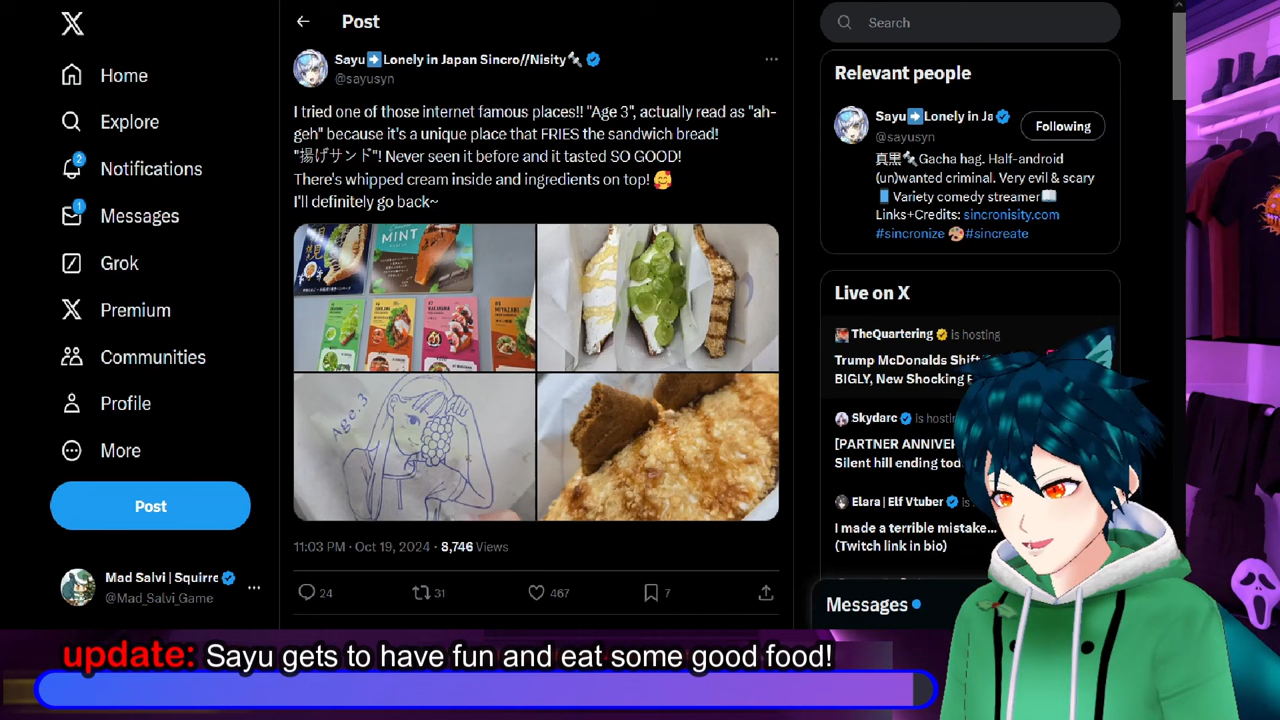 Home
Explore
2
Notifications
1
Messages
Grok
Premium
Communities
Profile
More
Post
Mad Salvi | Squirre
@Mad_Salvi_Game
Post
Sayu➡️Lonely in Japan Sincro//Nisity🔩
@sayusyn
I tried one of those internet famous places!! "Age 3", actually read as "ah-
geh" because it's a unique place that FRIES the sandwich bread!
"揚げサンド"! Never seen it before and it tasted SO GOOD!
There's whipped cream inside and ingredients on top! 🥰
I'll definitely go back~
MINT
Age.3
11:03 PM · Oct 19, 2024 · 8,746 Views
24
31
467
7
Search
Relevant people
Sayu➡️Lonely in Ja
@sayusyn
Following
真黒🔩Gacha hag. Half-android
(un)wanted criminal. Very evil & scary
📘Variety comedy streamer📖
Links+Credits: sincronisity.com
#sincronize 🎨#sincreate
Live on X
TheQuartering is hosting
Trump McDonalds Shift
BIGLY, New Shocking
Skydarc is hosti
[PARTNER ANNIVE
Silent hill ending tod
Elara | Elf Vtuber is
I made a terrible mistake...
(Twitch link in bio)
Messages
update: Sayu gets to have fun and eat some good food!